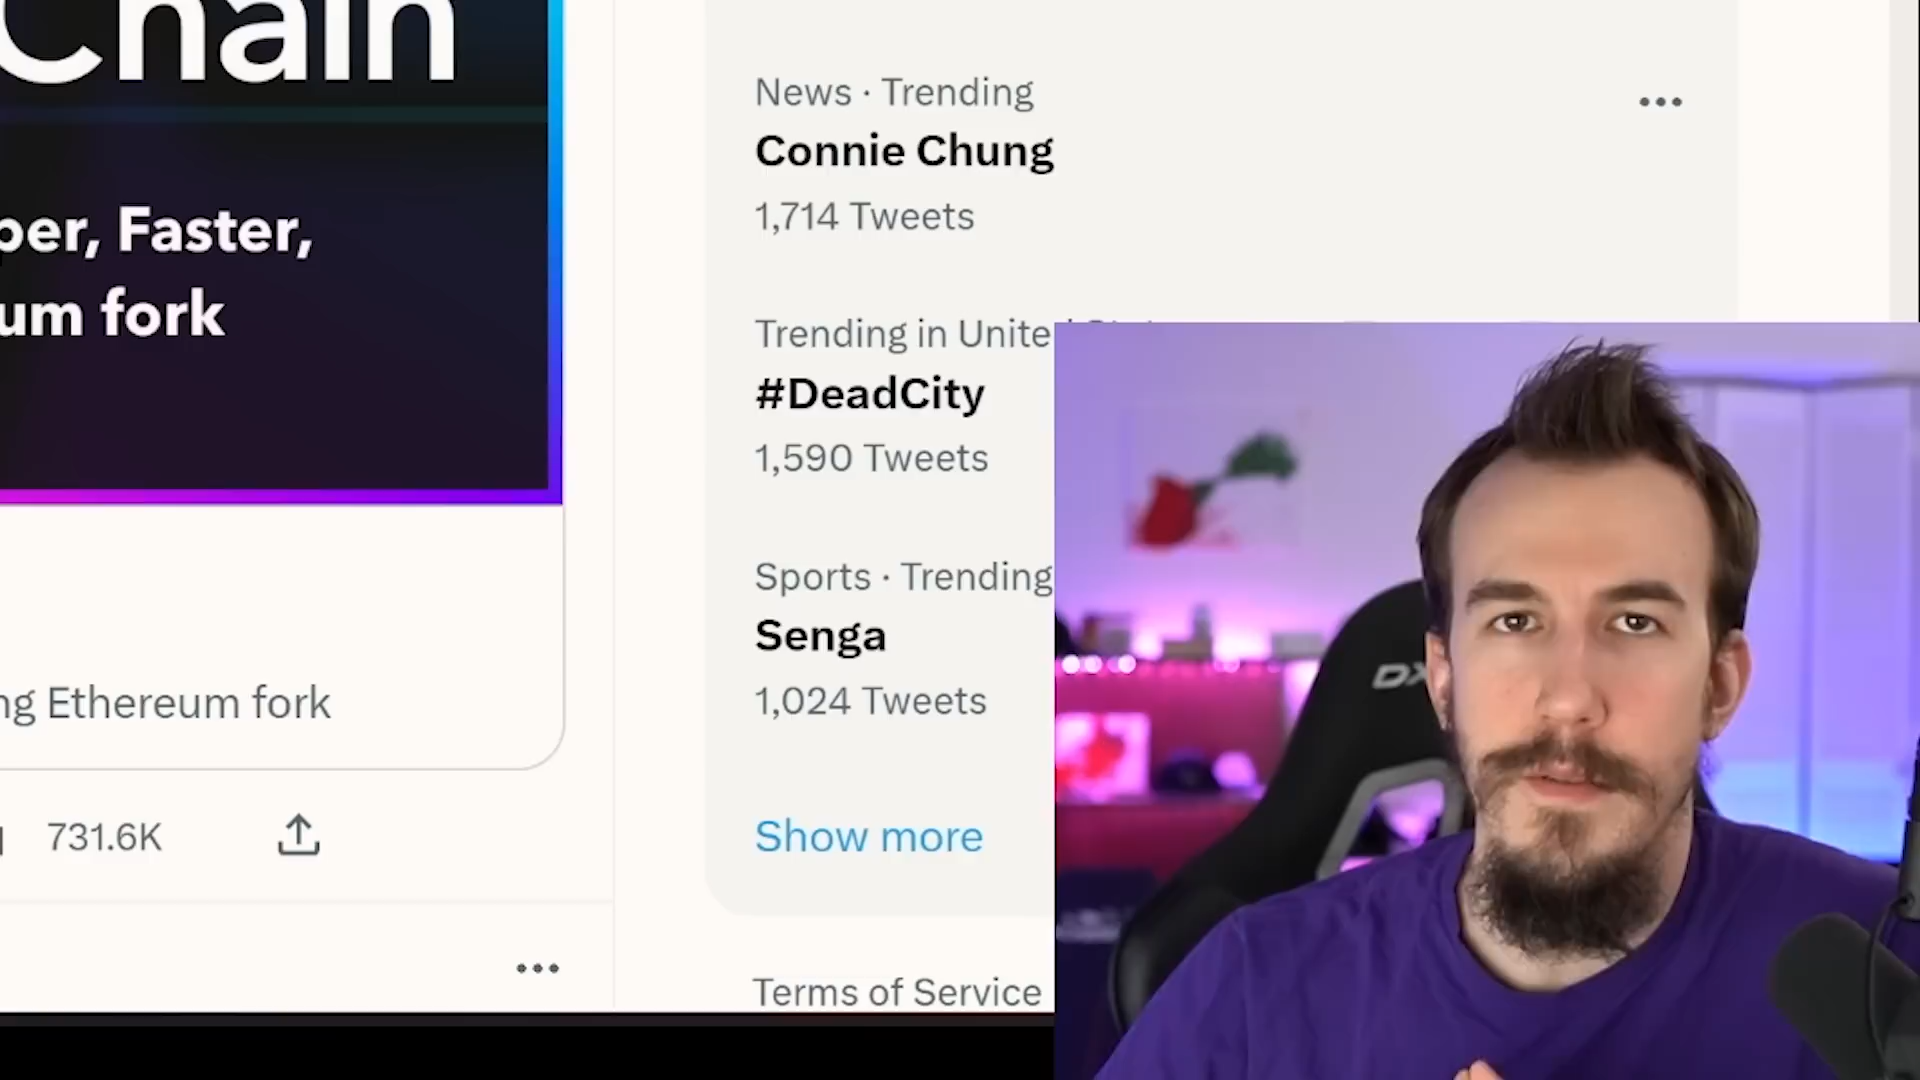 Chain
per, Faster,
um fork
ng Ethereum fork
731.6K
News · Trending
Connie Chung
1,714 Tweets
Trending in Unite
#DeadCity
1,590 Tweets
Sports · Trending
Senga
1,024 Tweets
Show more
Terms of Service
DX